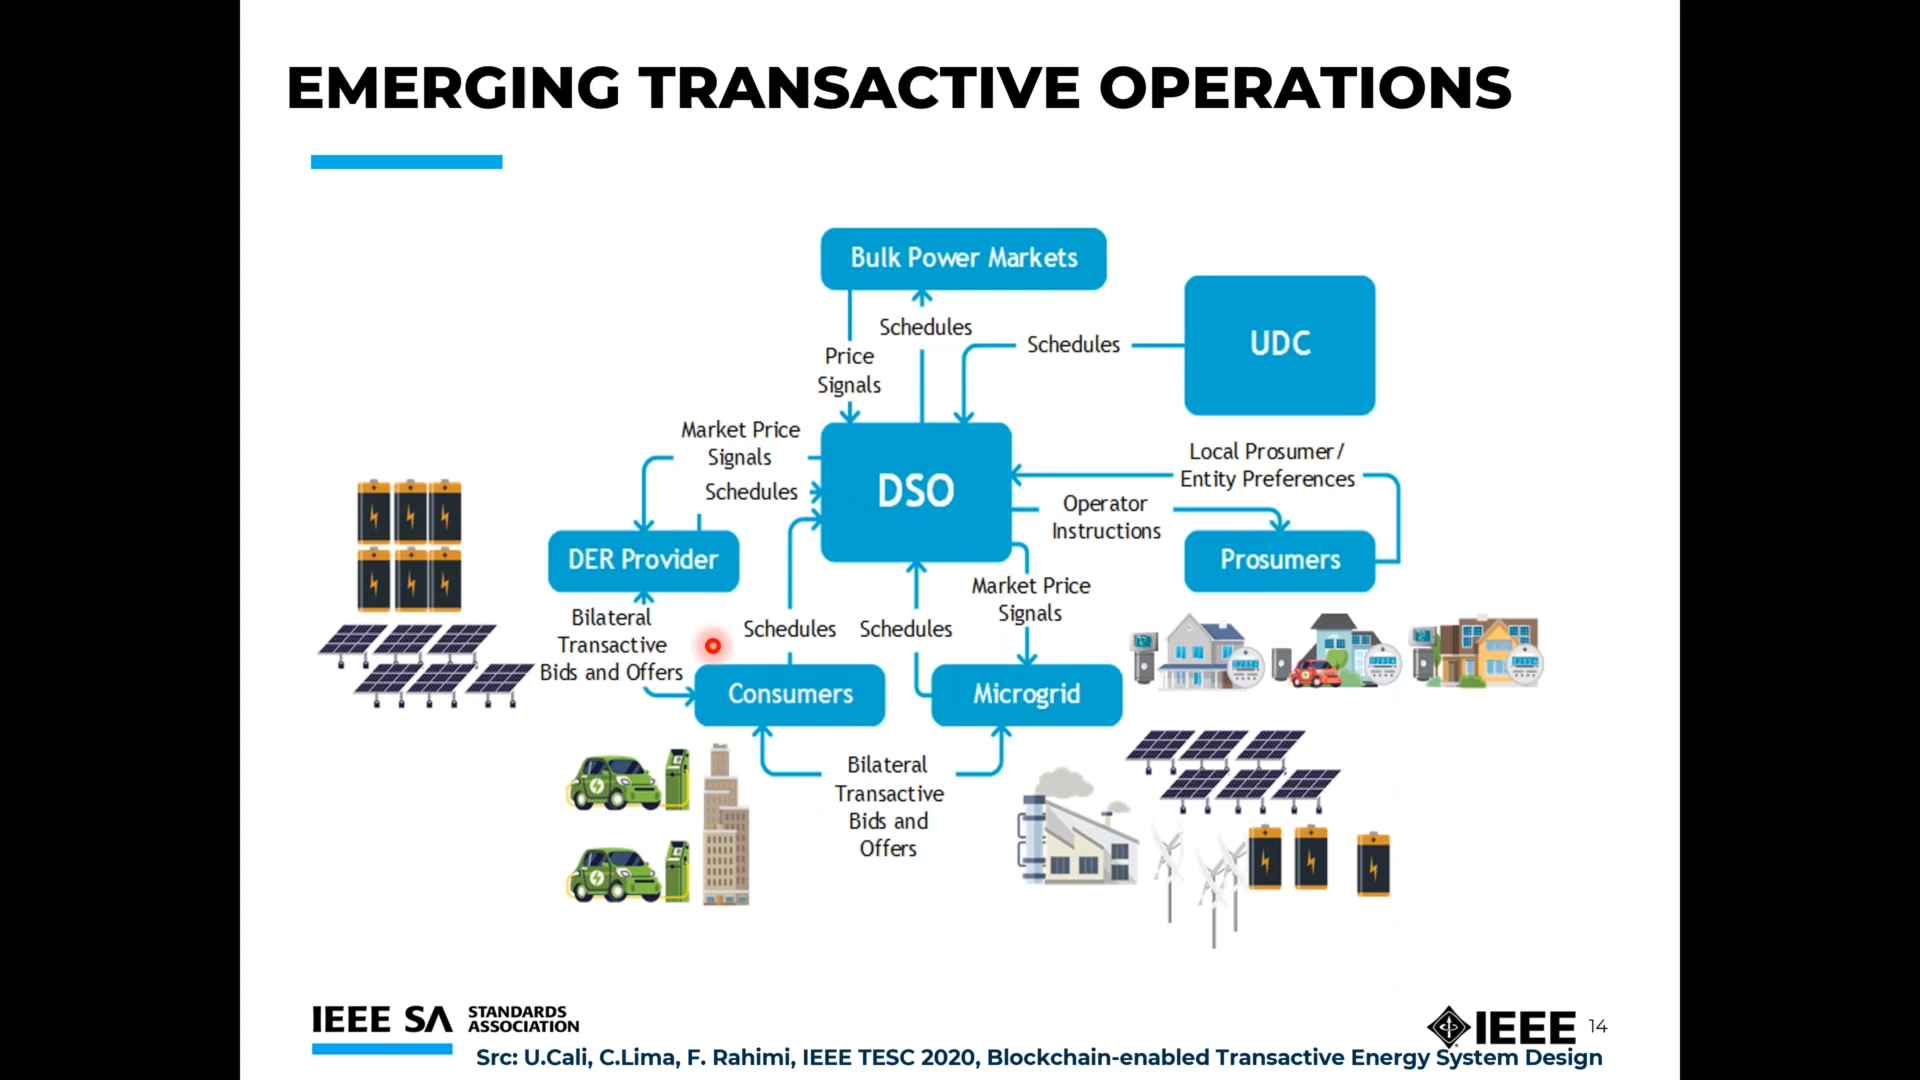 EMERGING TRANSACTIVE OPERATIONS
Bulk Power Markets
Schedules
Price
Signals
Schedules
UDC
Market Price
Signals
Schedules
DSO
Local Prosumer/
Entity Preferences
Operator
Instructions
DER Provider
Prosumers
Bilateral
Transactive
Bids and Offers
Schedules
Schedules
Market Price
Signals
Consumers
Microgrid
Bilateral
Transactive
Bids and
Offers
IEEE SA
STANDARDS
ASSOCIATION
IEEE
14
Src: U.Cali, C.Lima, F. Rahimi, IEEE TESC 2020, Blockchain-enabled Transactive Energy System Design